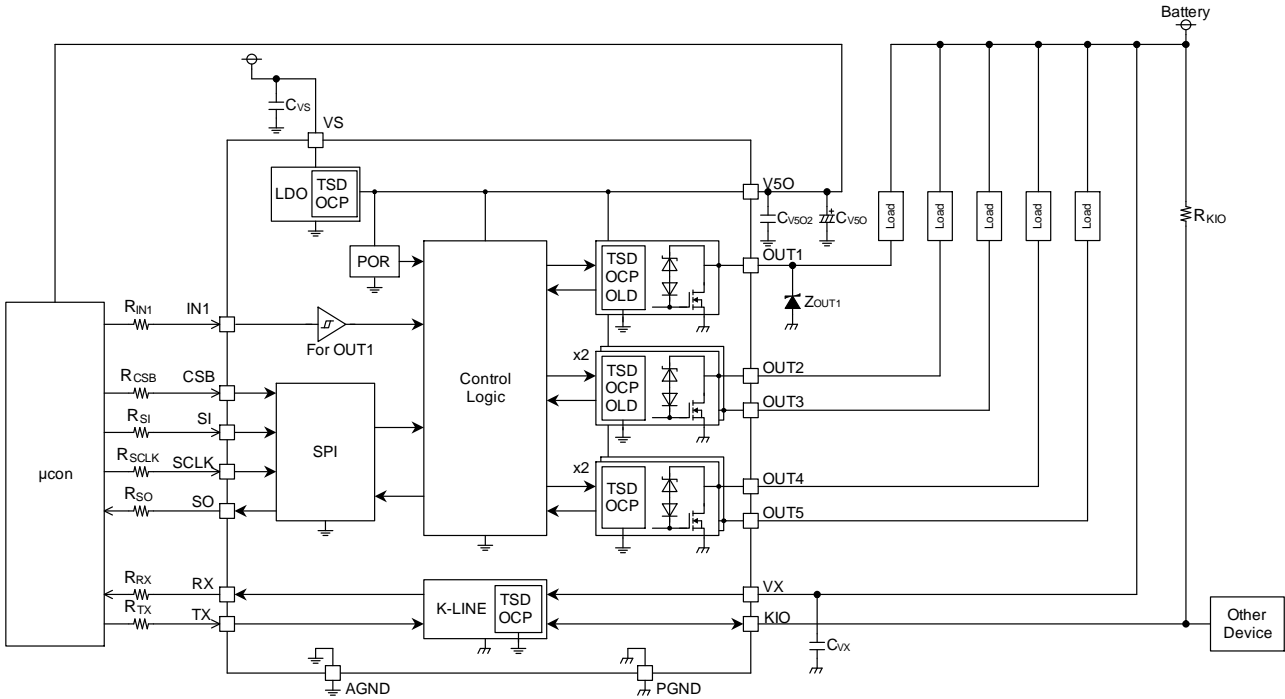 Battery
CVS
VS
LDO
TSD
OCP
V5O
CV5O2
CV5O
Load
Load
Load
Load
Load
RKIO
POR
TSD
OCP
OLD
OUT1
ZOUT1
RIN1
IN1
For OUT1
Control
Logic
x2
TSD
OCP
OLD
OUT2
OUT3
RCSB
CSB
RSI
SI
RSCLK
SCLK
RSO
SO
SPI
µcon
x2
TSD
OCP
OUT4
OUT5
RRX
RX
RTX
TX
K-LINE
TSD
OCP
VX
KIO
CVX
Other
Device
AGND
PGND